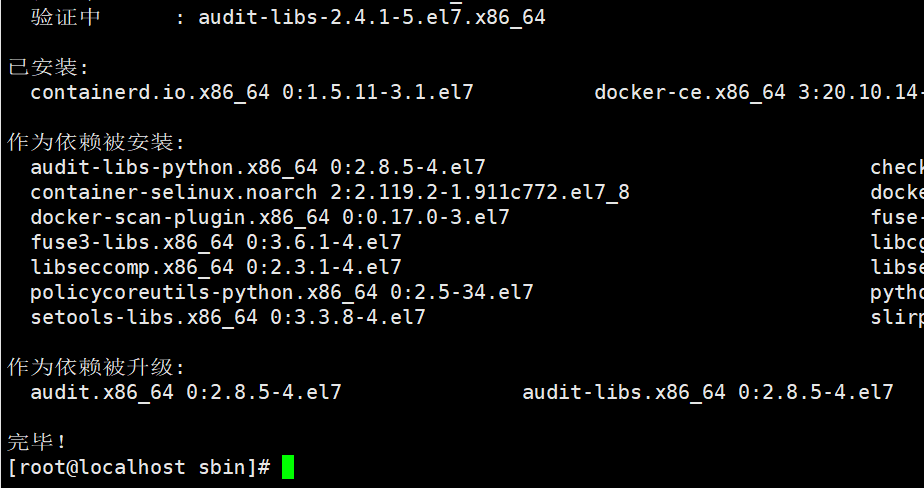 验证中 : audit-libs-2.4.1-5.el7.x86_64
已安装:
containerd.io.x86_64 0:1.5.11-3.1.el7 docker-ce.x86_64 3:20.10.14-
作为依赖被安装:
audit-libs-python.x86_64 0:2.8.5-4.el7 check
container-selinux.noarch 2:2.119.2-1.911c772.el7_8 docke
docker-scan-plugin.x86_64 0:0.17.0-3.el7 fuse-
fuse3-libs.x86_64 0:3.6.1-4.el7 libcg
libseccomp.x86_64 0:2.3.1-4.el7 libse
policycoreutils-python.x86_64 0:2.5-34.el7 pytho
setools-libs.x86_64 0:3.3.8-4.el7 slirp
作为依赖被升级:
audit.x86_64 0:2.8.5-4.el7 audit-libs.x86_64 0:2.8.5-4.el7
完毕!
[root@localhost sbin]#